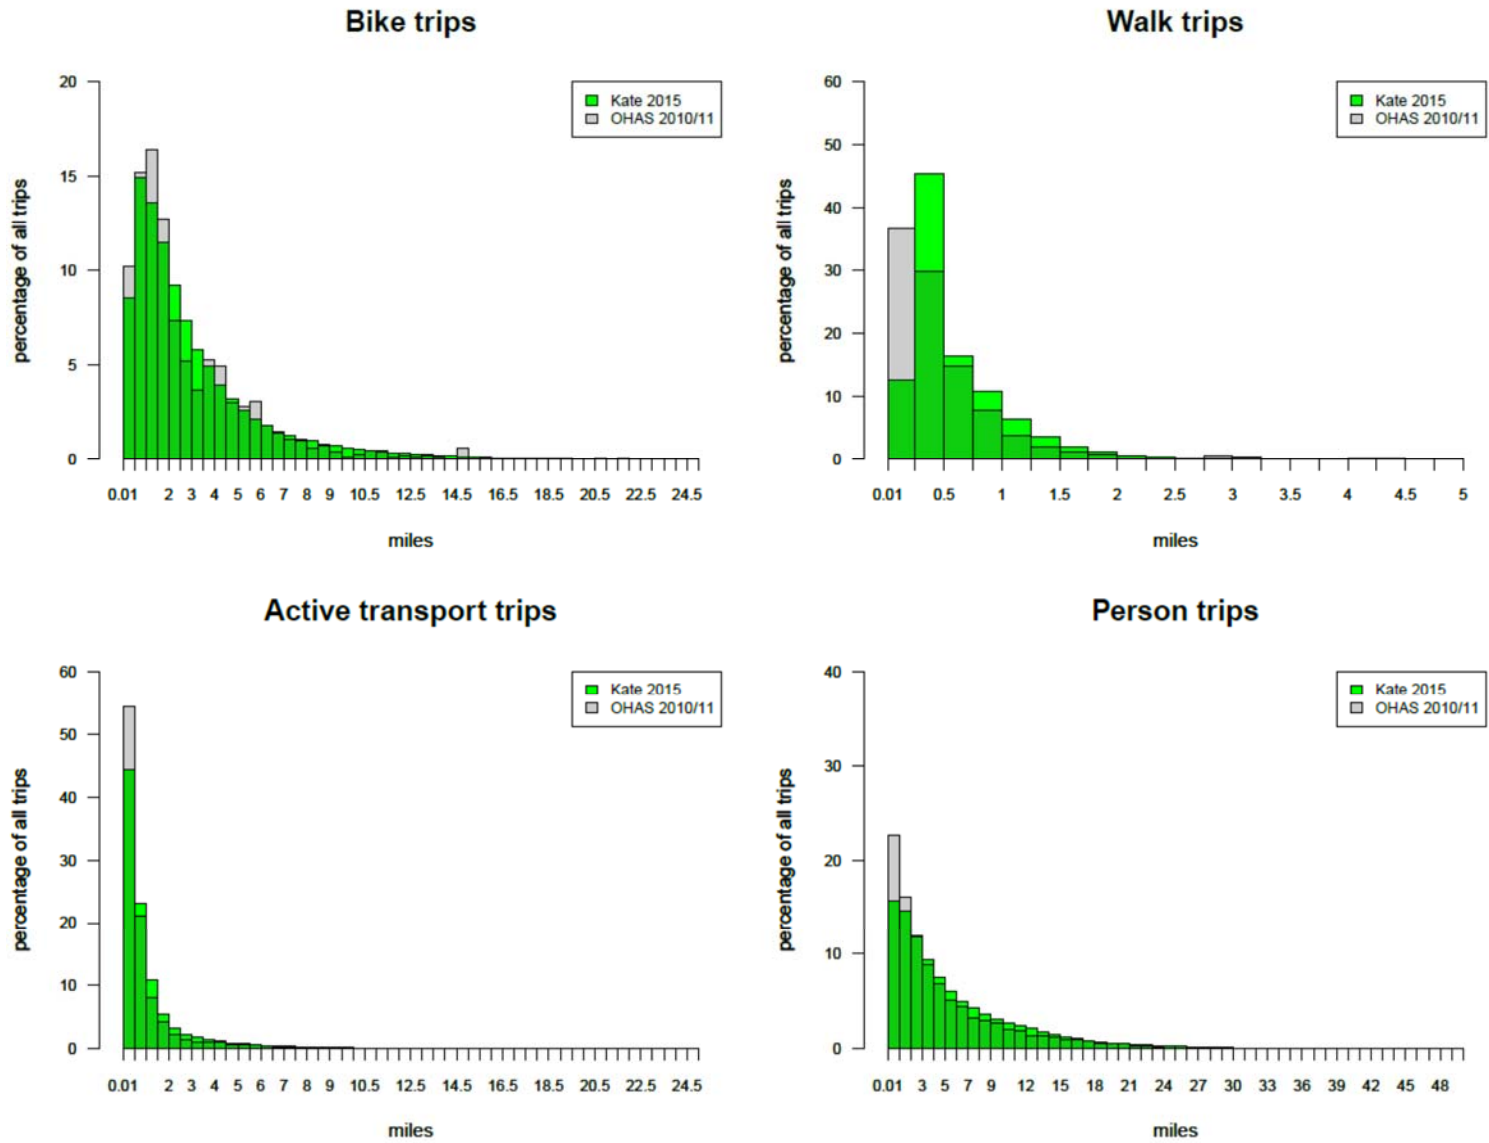 Bike trips
20
15
10
5
0
percentage of all trips
Kate 2015
OHAS 2010/11
0.01 2 3 4 5 6 7 8 9 10.5 12.5 14.5 16.5 18.5 20.5 22.5 24.5
miles
Walk trips
60
50
40
30
20
10
0
percentage of all trips
Kate 2015
OHAS 2010/11
0.01 0.5 1 1.5 2 2.5 3 3.5 4 4.5 5
miles
Active transport trips
60
50
40
30
20
10
0
percentage of all trips
Kate 2015
OHAS 2010/11
0.01 2 3 4 5 6 7 8 9 10.5 12.5 14.5 16.5 18.5 20.5 22.5 24.5
miles
Person trips
40
30
20
10
0
percentage of all trips
Kate 2015
OHAS 2010/11
0.01 3 5 7 9 12 15 18 21 24 27 30 33 36 39 42 45 48
miles